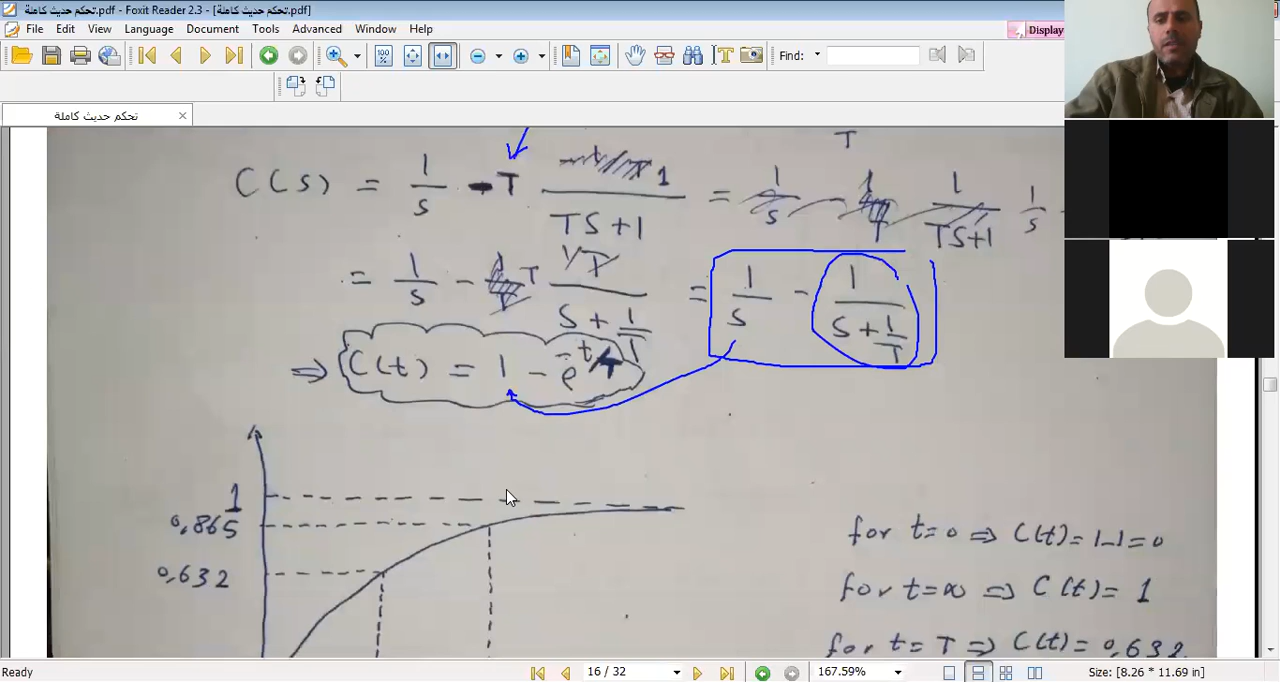 تحكم حديث كاملة.pdf - Foxit Reader 2.3 - [تحكم حديث كاملة.pdf]
File Edit View Language Document Tools Advanced Window Help
Display
Find:
تحكم حديث كاملة
T
C(s) = 1/s - T 1/(TS+1) = 1/s - 1/T 1/(TS+1) 1/s
= 1/s - T (1/T)/(S + 1/T) = 1/s - 1/(S + 1/T)
⇒ C(t) = 1 - e^{-t/T}
1
0,865
0,632
for t=0 ⇒ C(t)=1-1=0
for t=∞ ⇒ C(t)= 1
for t=T ⇒ C(t)=0,632
Ready 16 / 32 167.59% Size: [8.26 * 11.69 in]